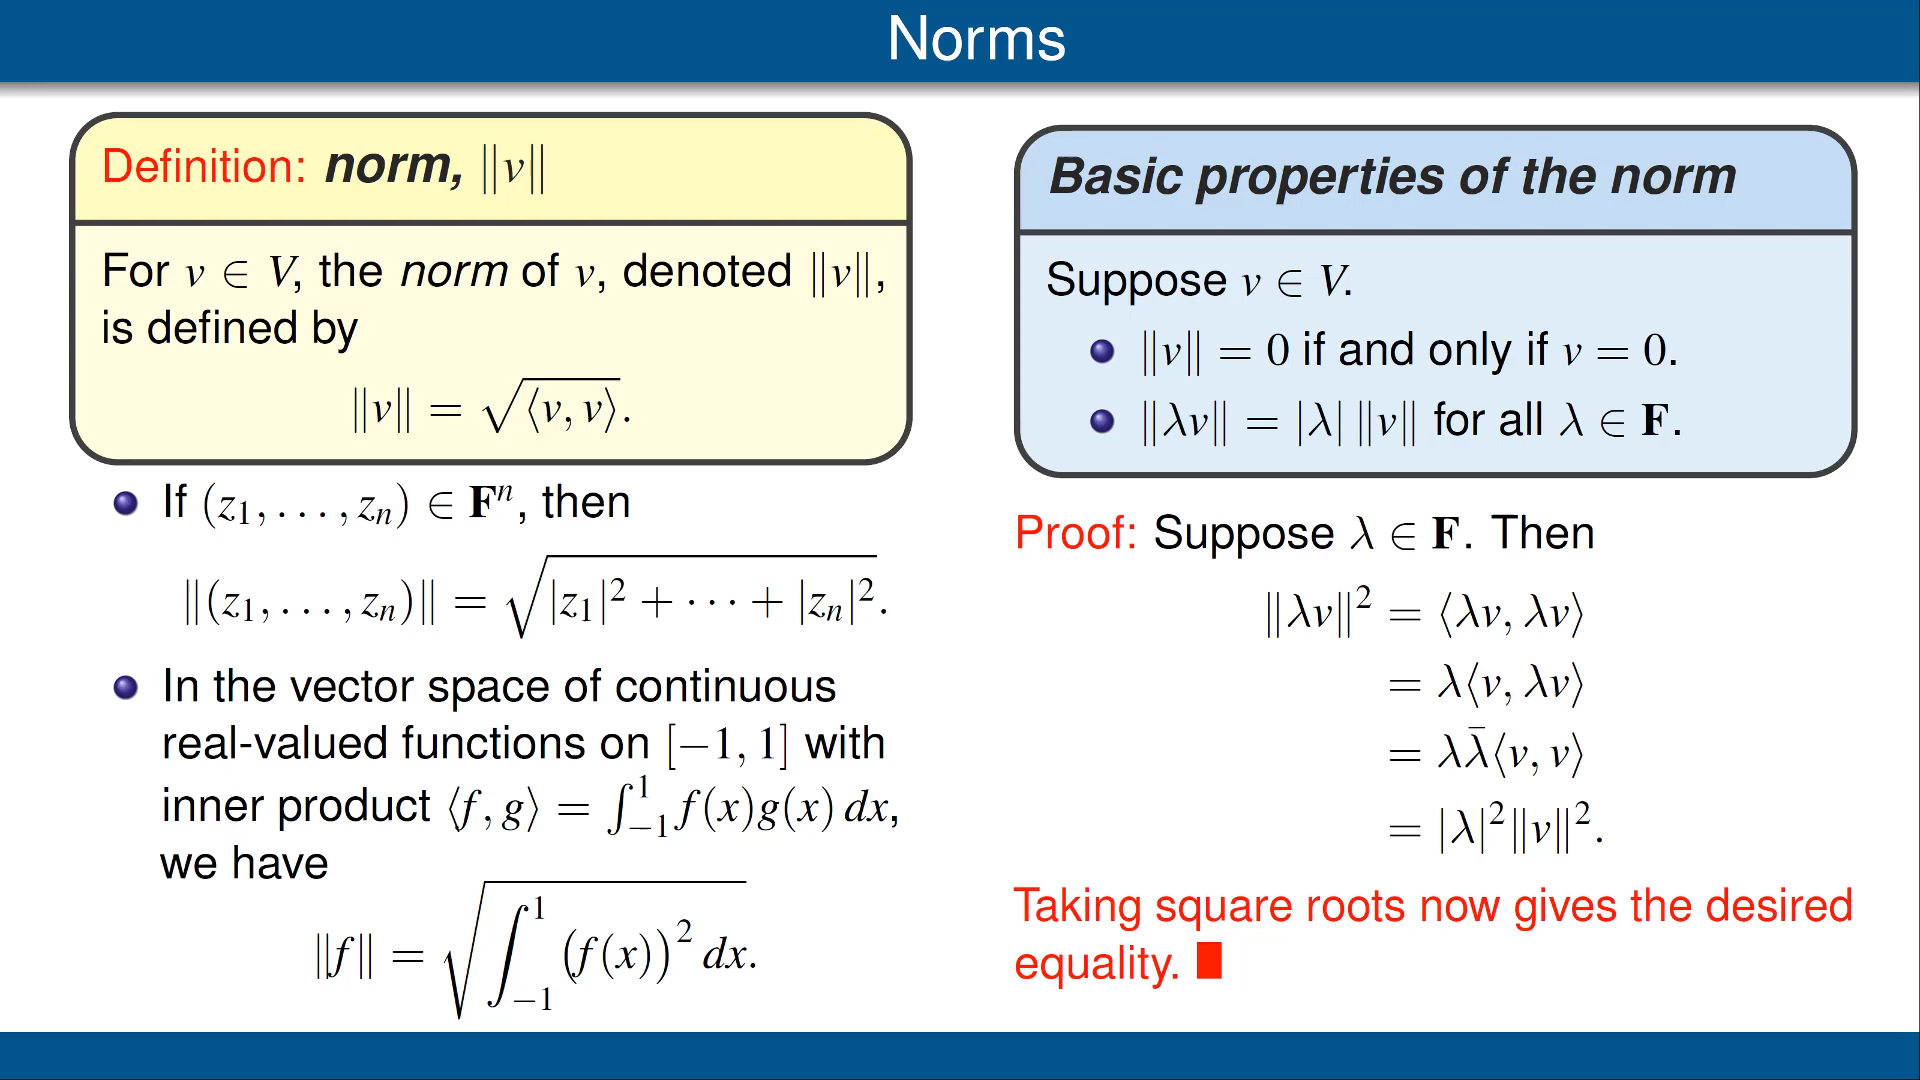 Norms
Definition: norm, ‖v‖
For v ∈ V, the norm of v, denoted ‖v‖,
is defined by
‖v‖ = √⟨v, v⟩.
If (z₁, . . . , zₙ) ∈ 𝐅ⁿ, then
‖(z₁, . . . , zₙ)‖ = √(|z₁|² + · · · + |zₙ|²).
In the vector space of continuous
real-valued functions on [−1, 1] with
inner product ⟨f, g⟩ = ∫₋₁¹ f(x)g(x) dx,
we have
‖f‖ = √(∫₋₁¹ (f(x))² dx).
Basic properties of the norm
Suppose v ∈ V.
‖v‖ = 0 if and only if v = 0.
‖λv‖ = |λ| ‖v‖ for all λ ∈ 𝐅.
Proof: Suppose λ ∈ 𝐅. Then
‖λv‖² = ⟨λv, λv⟩
= λ⟨v, λv⟩
= λλ̄⟨v, v⟩
= |λ|²‖v‖².
Taking square roots now gives the desired
equality. ■